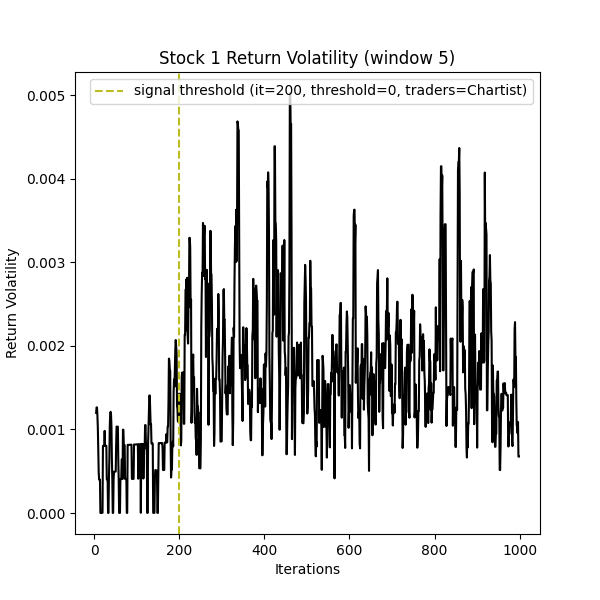 Stock 1 Return Volatility (window 5)
signal threshold (it=200, threshold=0, traders=Chartist)
0.005
0.004
0.003
0.002
0.001
0.000
Return Volatility
0 200 400 600 800 1000
Iterations